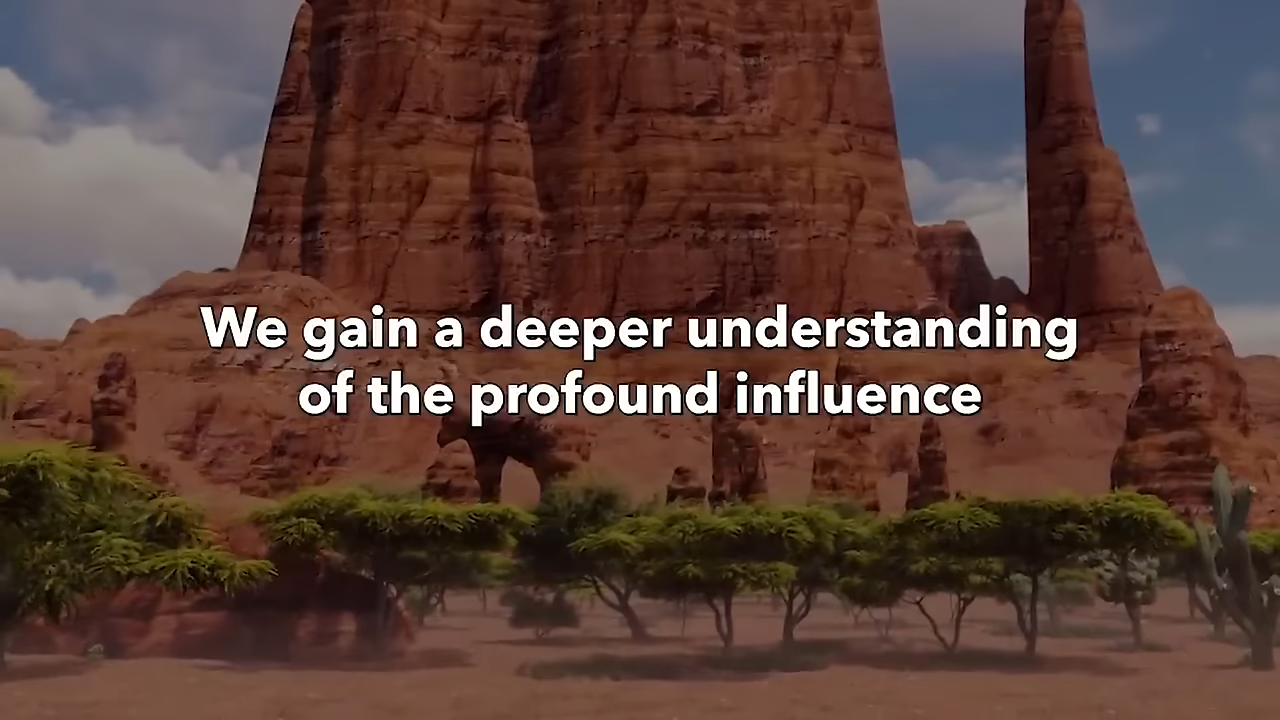 We gain a deeper understanding
of the profound influence